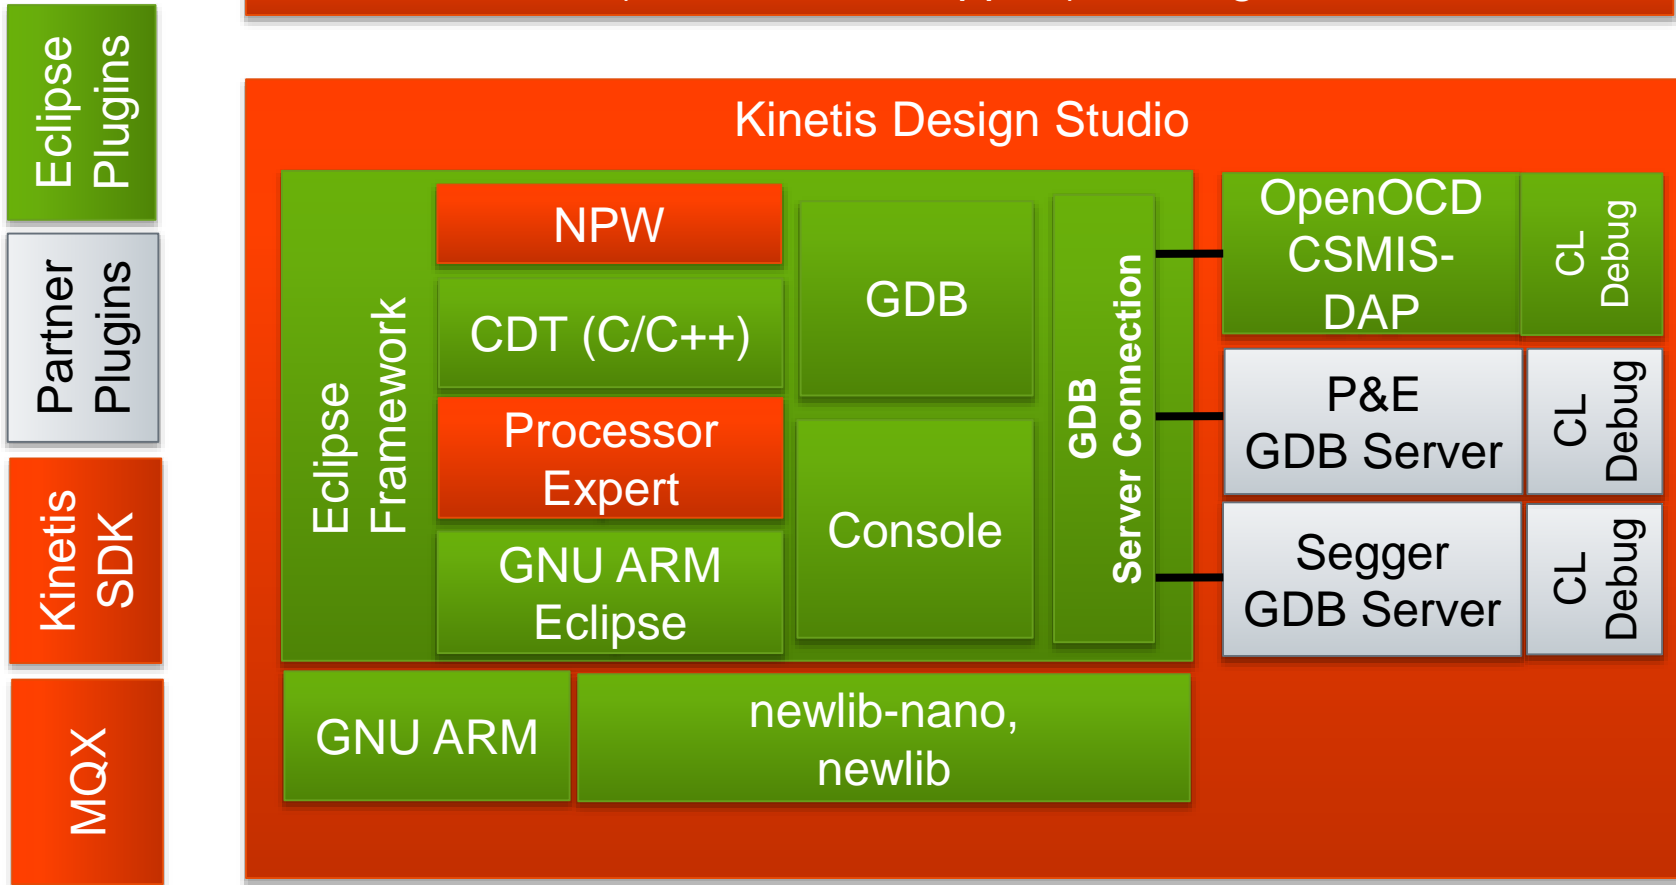 Eclipse
Plugins
Partner
Plugins
Kinetis
SDK
MQX
Kinetis Design Studio
Eclipse
Framework
NPW
CDT (C/C++)
Processor
Expert
GNU ARM
Eclipse
GDB
Console
GDB
Server Connection
OpenOCD
CSMIS-
DAP
CL
Debug
P&E
GDB Server
CL
Debug
Segger
GDB Server
CL
Debug
GNU ARM
newlib-nano,
newlib